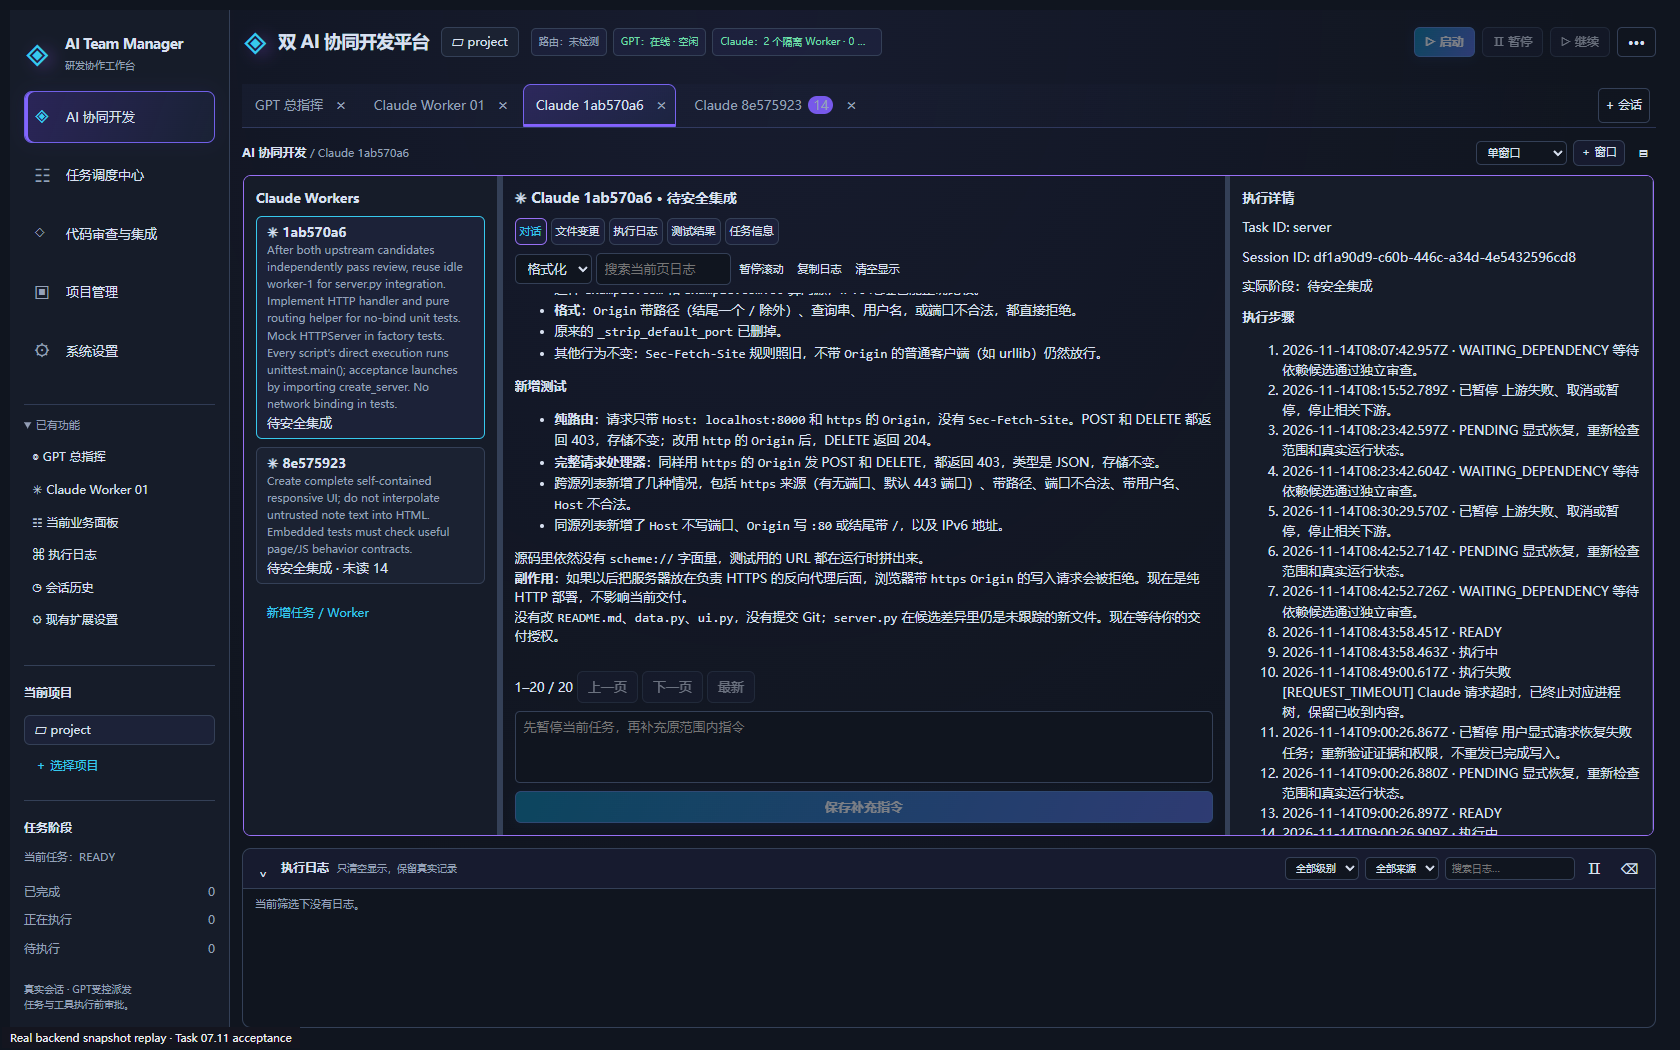 AI Team Manager
研发协作工作台
AI 协同开发
任务调度中心
代码审查与集成
项目管理
系统设置
▾ 已有功能
GPT 总指挥
Claude Worker 01
当前业务面板
执行日志
会话历史
现有扩展设置
当前项目
project
+ 选择项目
任务阶段
当前任务：READY
已完成 0
正在执行 0
待执行 0
真实会话 · GPT受控派发
任务与工具执行前审批。
双 AI 协同开发平台
project
路由：未检测
GPT：在线 · 空闲
Claude：2 个隔离 Worker · 0 ...
▷ 启动
暂停
▷ 继续
•••
GPT 总指挥 ×
Claude Worker 01 ×
Claude 1ab570a6 ×
Claude 8e575923 14 ×
+ 会话
AI 协同开发 / Claude 1ab570a6
单窗口
+ 窗口
Claude Workers
✳ 1ab570a6
After both upstream candidates
independently pass review, reuse idle
worker-1 for server.py integration.
Implement HTTP handler and pure
routing helper for no-bind unit tests.
Mock HTTPServer in factory tests.
Every script's direct execution runs
unittest.main(); acceptance launches
by importing create_server. No
network binding in tests.
待安全集成
✳ 8e575923
Create complete self-contained
responsive UI; do not interpolate
untrusted note text into HTML.
Embedded tests must check useful
page/JS behavior contracts.
待安全集成 · 未读 14
新增任务 / Worker
✳ Claude 1ab570a6 • 待安全集成
对话
文件变更
执行日志
测试结果
任务信息
格式化
搜索当前页日志
暂停滚动
复制日志
清空显示
• 格式：Origin 带路径（结尾一个 / 除外）、查询串、用户名，或端口不合法，都直接拒绝。
• 原来的 _strip_default_port 已删掉。
• 其他行为不变：Sec-Fetch-Site 规则照旧，不带 Origin 的普通客户端（如 urllib）仍然放行。
新增测试
• 纯路由：请求只带 Host: localhost:8000 和 https 的 Origin，没有 Sec-Fetch-Site。POST 和 DELETE 都返
回 403，存储不变；改用 http 的 Origin 后，DELETE 返回 204。
• 完整请求处理器：同样用 https 的 Origin 发 POST 和 DELETE，都返回 403，类型是 JSON，存储不变。
• 跨源列表新增了几种情况，包括 https 来源（有无端口、默认 443 端口）、带路径、端口不合法、带用户名、
Host 不合法。
• 同源列表新增了 Host 不写端口、Origin 写 :80 或结尾带 /，以及 IPv6 地址。
源码里依然没有 scheme:// 字面量，测试用的 URL 都在运行时拼出来。
副作用：如果以后把服务器放在负责 HTTPS 的反向代理后面，浏览器带 https Origin 的写入请求会被拒绝。现在是纯
HTTP 部署，不影响当前交付。
没有改 README.md、data.py、ui.py，没有提交 Git；server.py 在候选差异里仍是未跟踪的新文件。现在等待你的交
付授权。
1–20 / 20
上一页
下一页
最新
先暂停当前任务，再补充原范围内指令
保存补充指令
执行详情
Task ID: server
Session ID: df1a90d9-c60b-446c-a34d-4e5432596cd8
实际阶段：待安全集成
执行步骤
1. 2026-11-14T08:07:42.957Z · WAITING_DEPENDENCY 等待
依赖候选通过独立审查。
2. 2026-11-14T08:15:52.789Z · 已暂停 上游失败、取消或暂
停，停止相关下游。
3. 2026-11-14T08:23:42.597Z · PENDING 显式恢复，重新检查
范围和真实运行状态。
4. 2026-11-14T08:23:42.604Z · WAITING_DEPENDENCY 等待
依赖候选通过独立审查。
5. 2026-11-14T08:30:29.570Z · 已暂停 上游失败、取消或暂
停，停止相关下游。
6. 2026-11-14T08:42:52.714Z · PENDING 显式恢复，重新检查
范围和真实运行状态。
7. 2026-11-14T08:42:52.726Z · WAITING_DEPENDENCY 等待
依赖候选通过独立审查。
8. 2026-11-14T08:43:58.451Z · READY
9. 2026-11-14T08:43:58.463Z · 执行中
10. 2026-11-14T08:49:00.617Z · 执行失败
[REQUEST_TIMEOUT] Claude 请求超时，已终止对应进程
树，保留已收到内容。
11. 2026-11-14T09:00:26.867Z · 已暂停 用户显式请求恢复失败
任务；重新验证证据和权限，不重发已完成写入。
12. 2026-11-14T09:00:26.880Z · PENDING 显式恢复，重新检查
范围和真实运行状态。
13. 2026-11-14T09:00:26.897Z · READY
14. 2026-11-14T09:00:26.909Z · 执行中
执行日志 只清空显示，保留真实记录
全部级别
全部来源
搜索日志...
当前筛选下没有日志。
Real backend snapshot replay · Task 07.11 acceptance